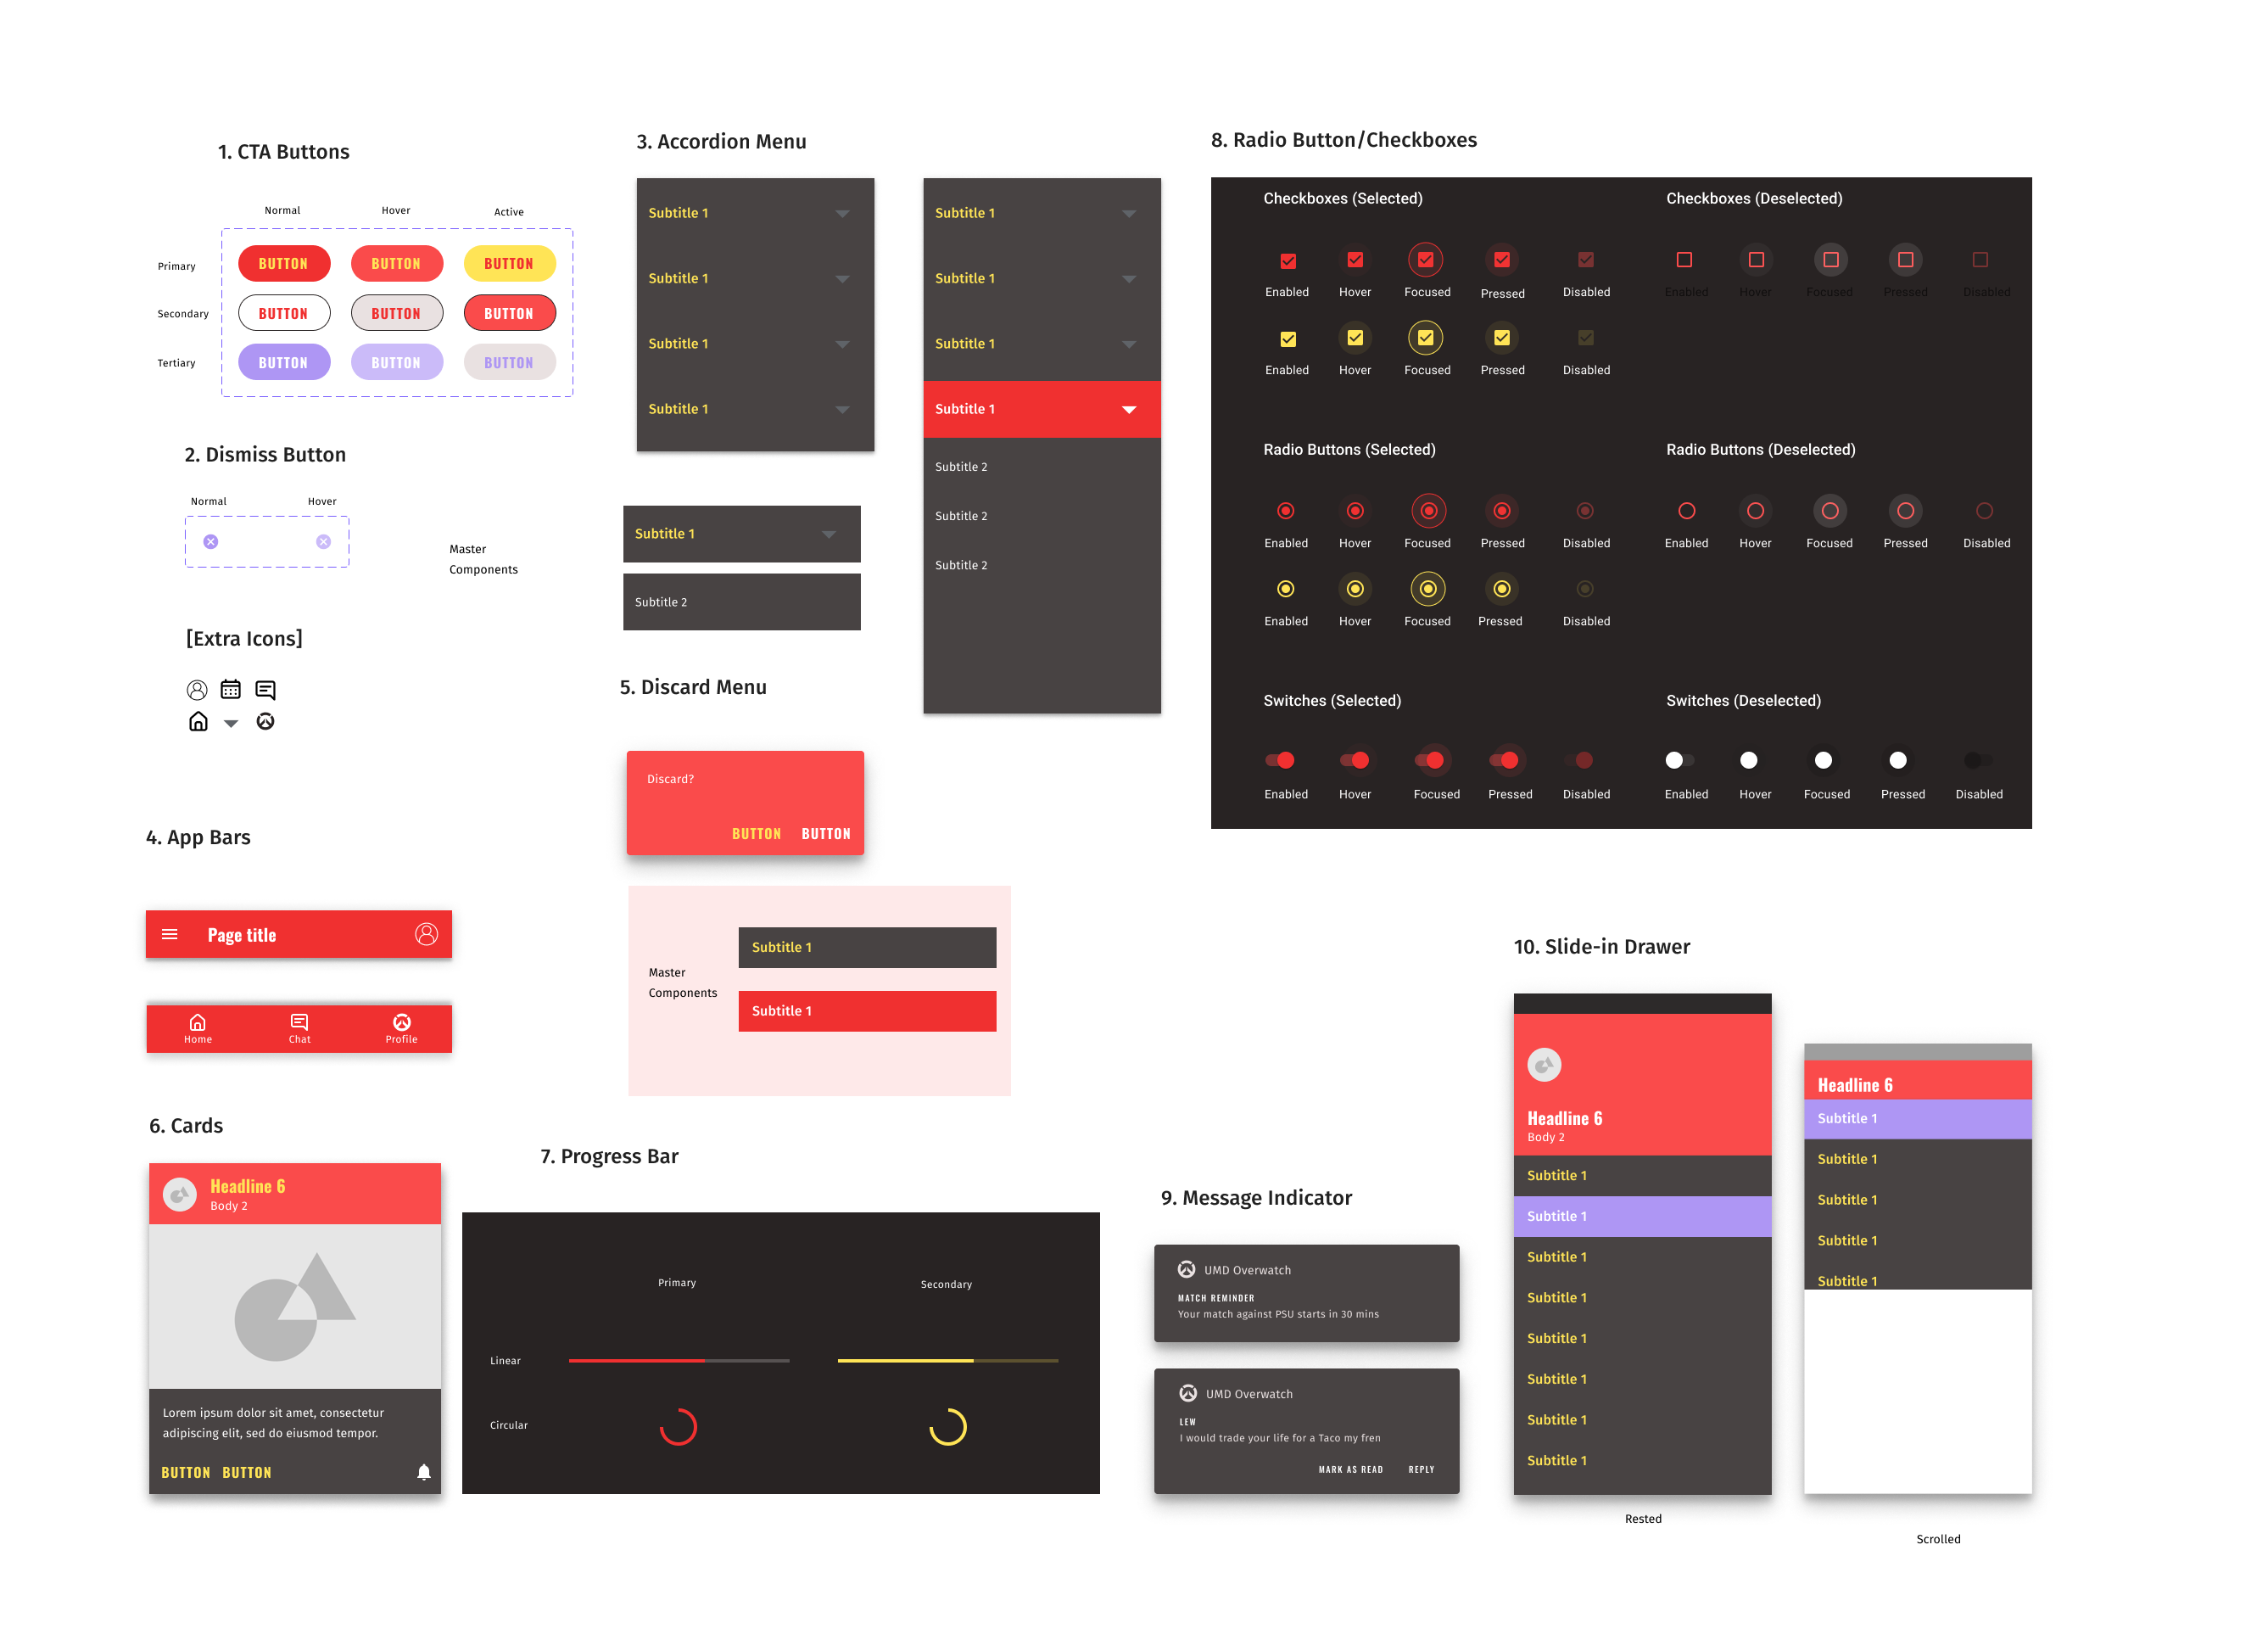 1. CTA Buttons
Normal Hover Active
Primary BUTTON BUTTON BUTTON
Secondary BUTTON BUTTON BUTTON
Tertiary BUTTON BUTTON BUTTON
2. Dismiss Button
Normal Hover
Master
Components
[Extra Icons]
3. Accordion Menu
Subtitle 1
Subtitle 1
Subtitle 1
Subtitle 1
Subtitle 1
Subtitle 2
Subtitle 1
Subtitle 1
Subtitle 1
Subtitle 1
Subtitle 2
Subtitle 2
Subtitle 2
4. App Bars
Page title
Home Chat Profile
5. Discard Menu
Discard?
BUTTON BUTTON
Master
Components
Subtitle 1
Subtitle 1
6. Cards
Headline 6
Body 2
Lorem ipsum dolor sit amet, consectetur
adipiscing elit, sed do eiusmod tempor.
BUTTON BUTTON
7. Progress Bar
Primary Secondary
Linear
Circular
8. Radio Button/Checkboxes
Checkboxes (Selected) Checkboxes (Deselected)
Enabled Hover Focused Pressed Disabled Enabled Hover Focused Pressed Disabled
Enabled Hover Focused Pressed Disabled
Radio Buttons (Selected) Radio Buttons (Deselected)
Enabled Hover Focused Pressed Disabled Enabled Hover Focused Pressed Disabled
Enabled Hover Focused Pressed Disabled
Switches (Selected) Switches (Deselected)
Enabled Hover Focused Pressed Disabled Enabled Hover Focused Pressed Disabled
9. Message Indicator
UMD Overwatch
MATCH REMINDER
Your match against PSU starts in 30 mins
UMD Overwatch
LEW
I would trade your life for a Taco my fren
MARK AS READ REPLY
10. Slide-in Drawer
Headline 6
Body 2
Subtitle 1
Subtitle 1
Subtitle 1
Subtitle 1
Subtitle 1
Subtitle 1
Subtitle 1
Subtitle 1
Rested
Headline 6
Subtitle 1
Subtitle 1
Subtitle 1
Subtitle 1
Subtitle 1
Scrolled